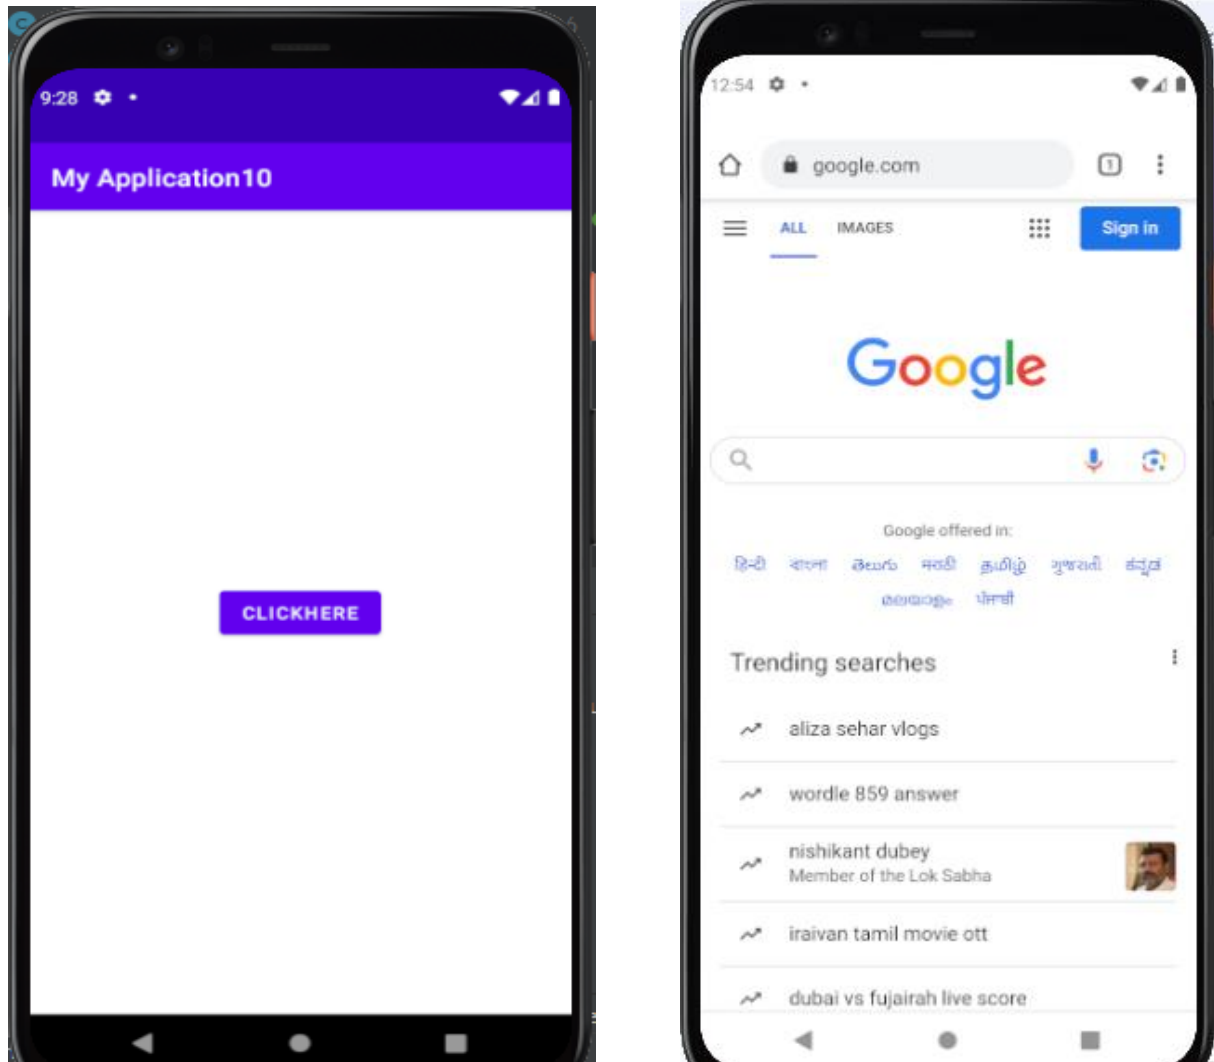 9:28
My Application10
CLICKHERE
12:54
google.com
1
ALL IMAGES Sign in
Google
Google offered in:
हिन्दी বাংলা తెలుగు मराठी தமிழ் ગુજરાતી ಕನ್ನಡ
മലയാളം ਪੰਜਾਬੀ
Trending searches
aliza sehar vlogs
wordle 859 answer
nishikant dubey
Member of the Lok Sabha
iraivan tamil movie ott
dubai vs fujairah live score